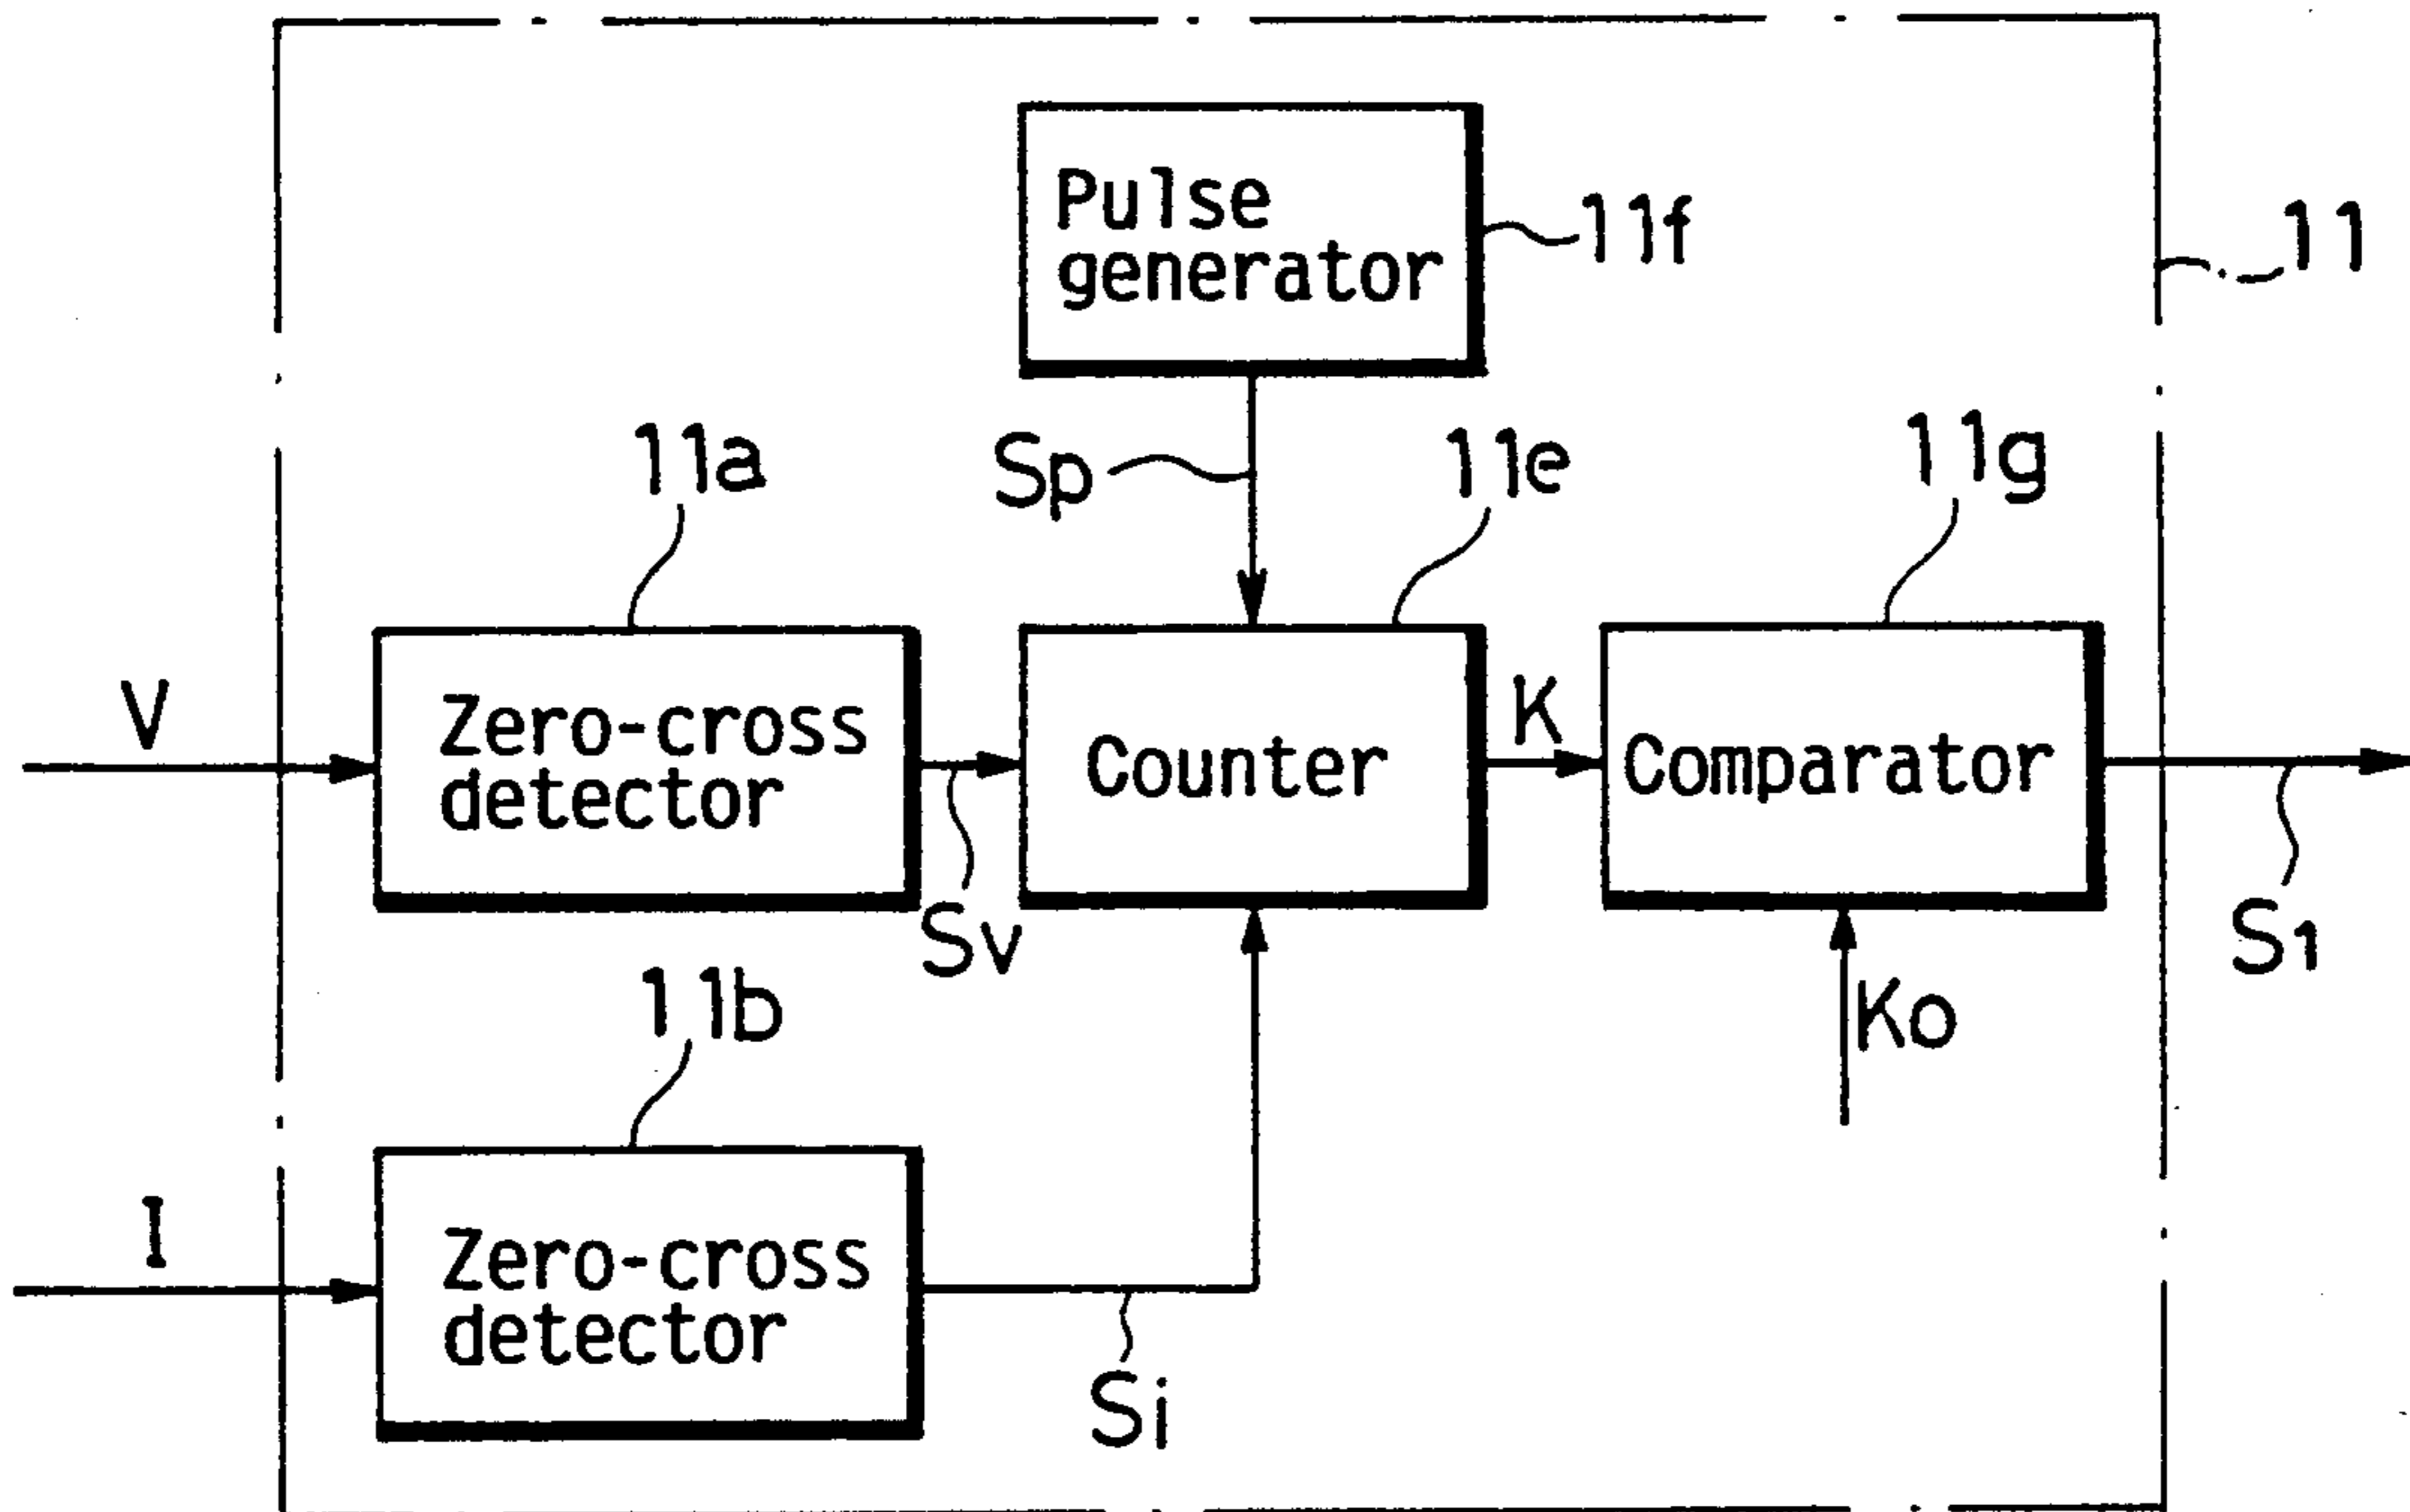 Pulse
generator
11f
11
11a
Sp
11e
11g
V
Zero-cross
detector
Sv
Counter
K
Comparator
S1
Ko
11b
I
Zero-cross
detector
Si